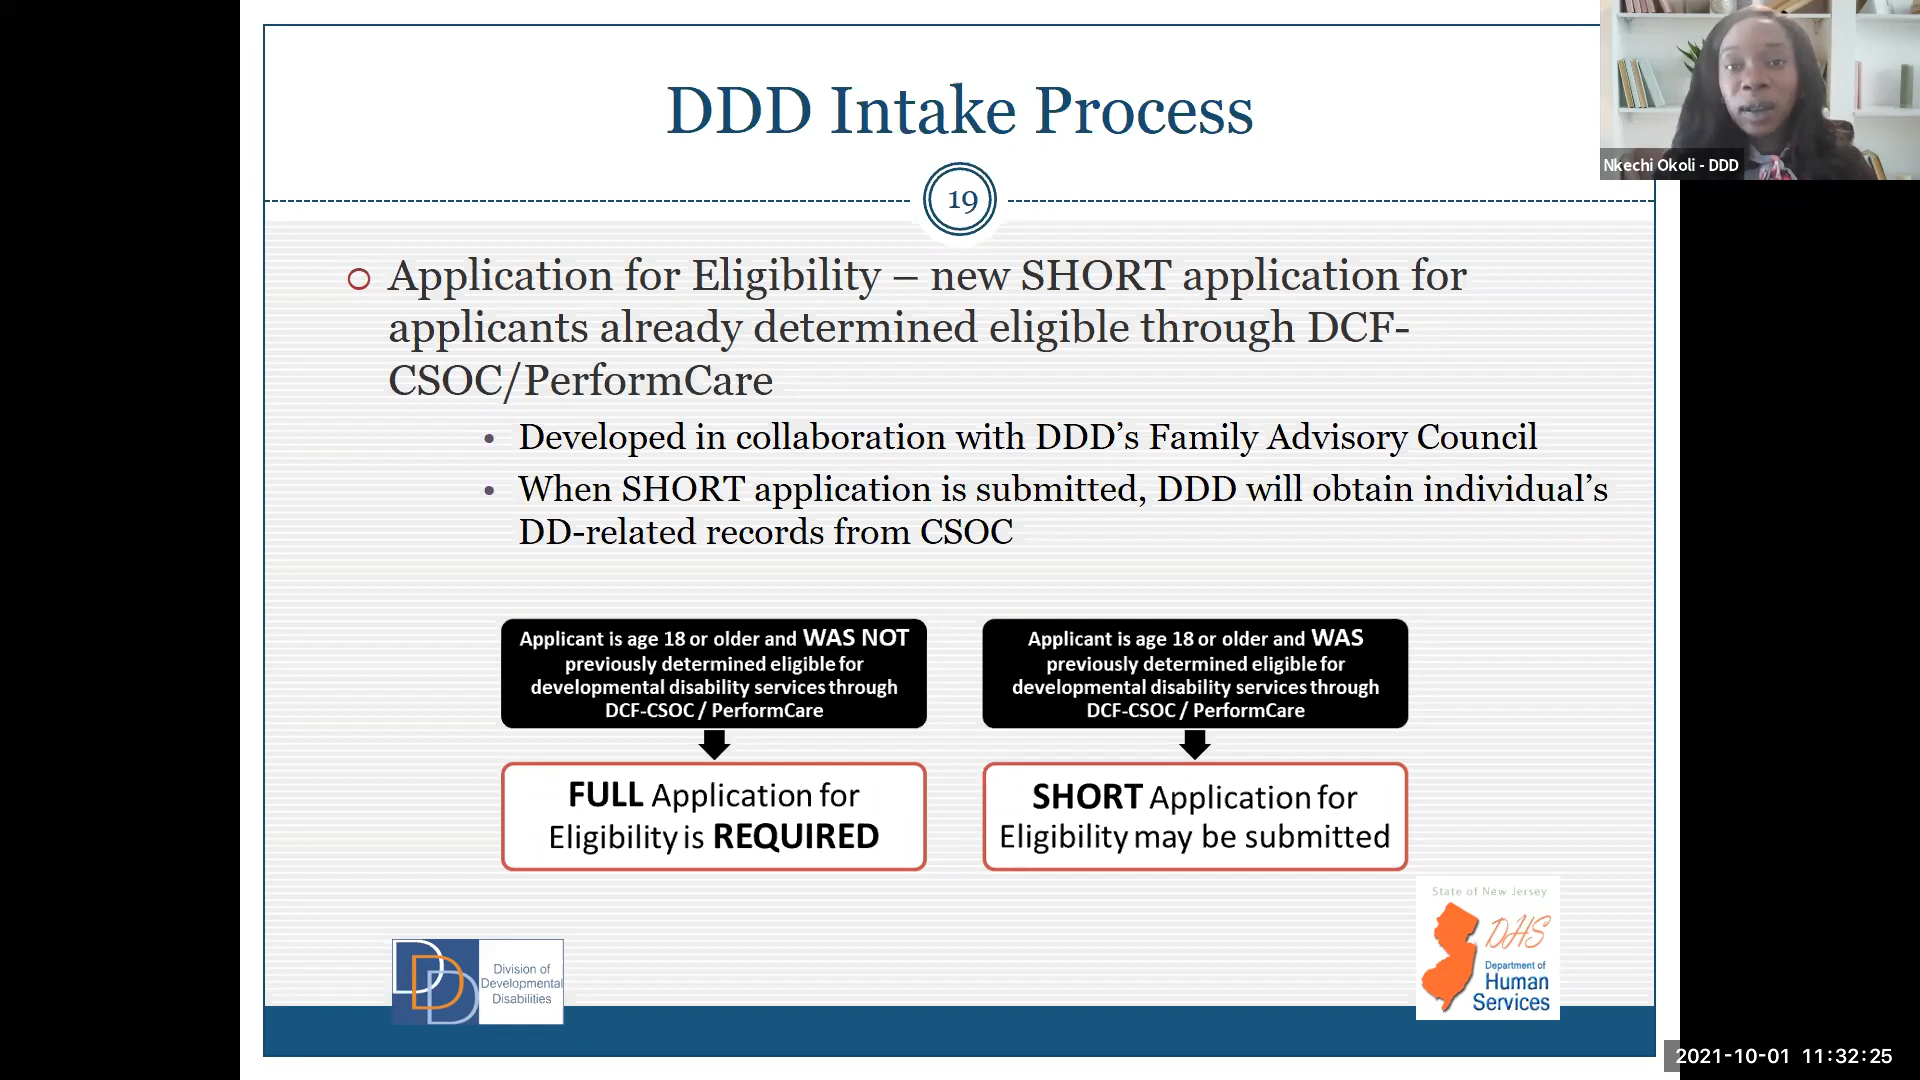 DDD Intake Process
Nkechi Okoli - DDD
19
Application for Eligibility – new SHORT application for
applicants already determined eligible through DCF-
CSOC/PerformCare
• Developed in collaboration with DDD’s Family Advisory Council
• When SHORT application is submitted, DDD will obtain individual’s
DD-related records from CSOC
Applicant is age 18 or older and WAS NOT
previously determined eligible for
developmental disability services through
DCF-CSOC / PerformCare
FULL Application for
Eligibility is REQUIRED
Applicant is age 18 or older and WAS
previously determined eligible for
developmental disability services through
DCF-CSOC / PerformCare
SHORT Application for
Eligibility may be submitted
DDD
Division of
Developmental
Disabilities
State of New Jersey
DHS
Department of
Human
Services
2021-10-01 11:32:25